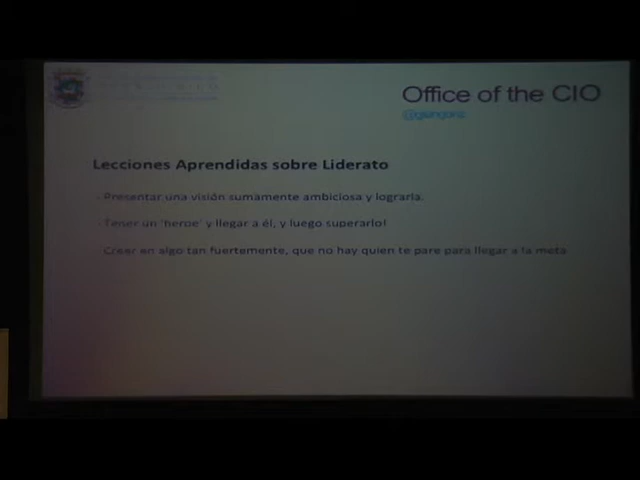 Office of the CIO
Lecciones Aprendidas sobre Liderato
- Presentar una visión sumamente ambiciosa y lograrla.
- Tener un 'heroe' y llegar a él, y luego superarlo!
Creer en algo tan fuertemente, que no hay quien te pare para llegar a la meta